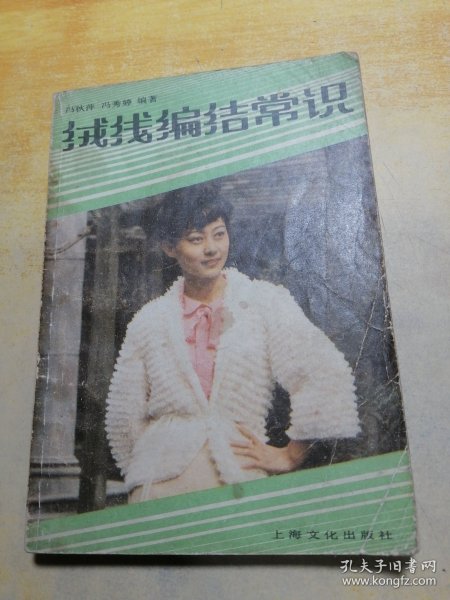 冯秋萍 冯秀婷 编著
绒线编结常识
上海文化出版社
孔夫子旧书网
www.kongfz.com